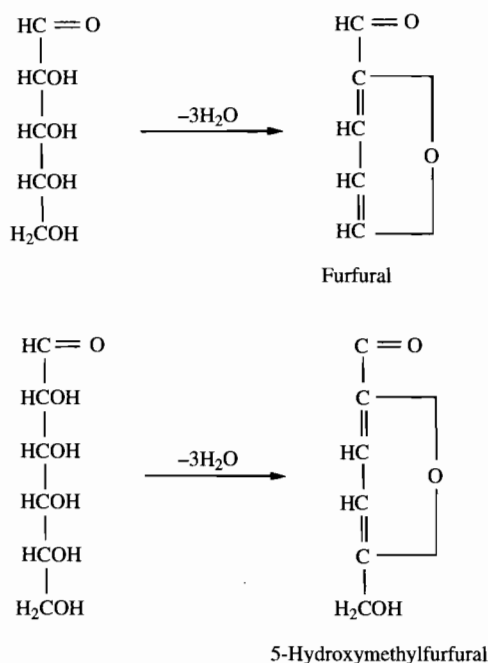 HC=O HC=O
HCOH C
HCOH −3H₂O HC O
HCOH HC
H₂COH HC
Furfural
HC=O C=O
HCOH C
HCOH HC
HCOH −3H₂O HC O
HCOH C
H₂COH H₂COH
5-Hydroxymethylfurfural